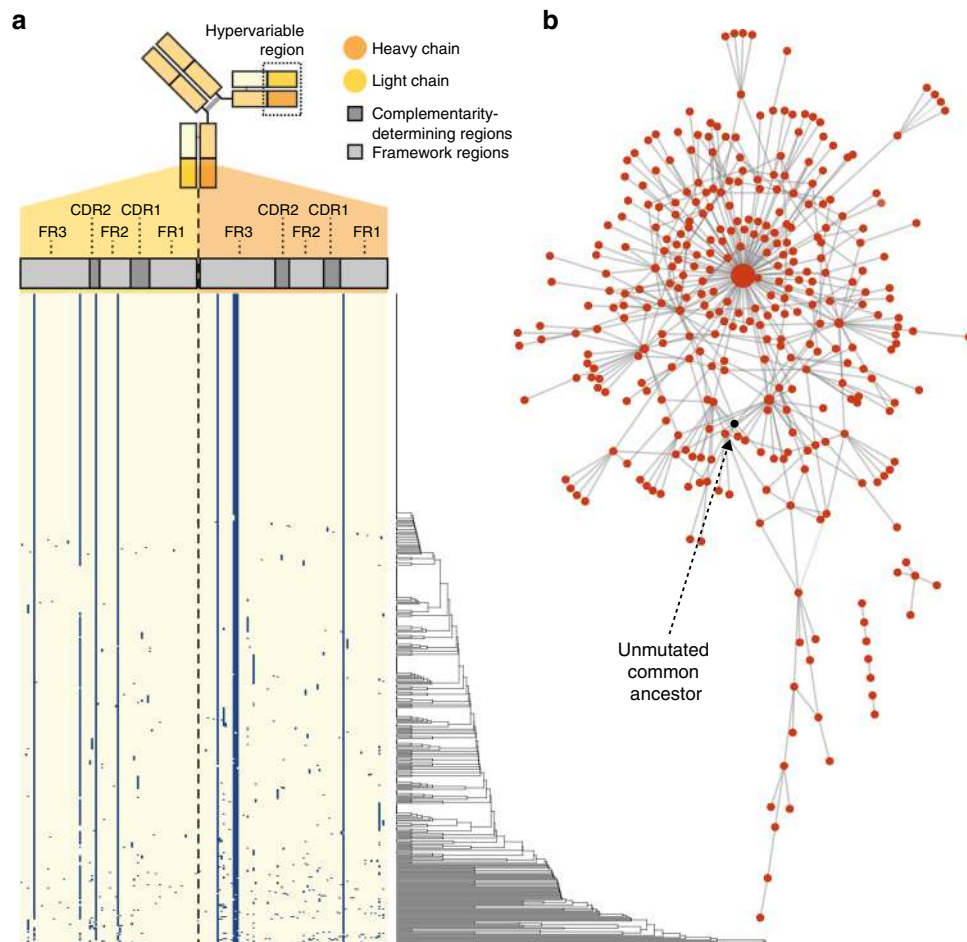 a
Hypervariable
region
Heavy chain
Light chain
Complementarity-
determining regions
Framework regions
CDR2 CDR1 CDR2 CDR1
FR3 FR2 FR1 FR3 FR2 FR1
b
Unmutated
common
ancestor